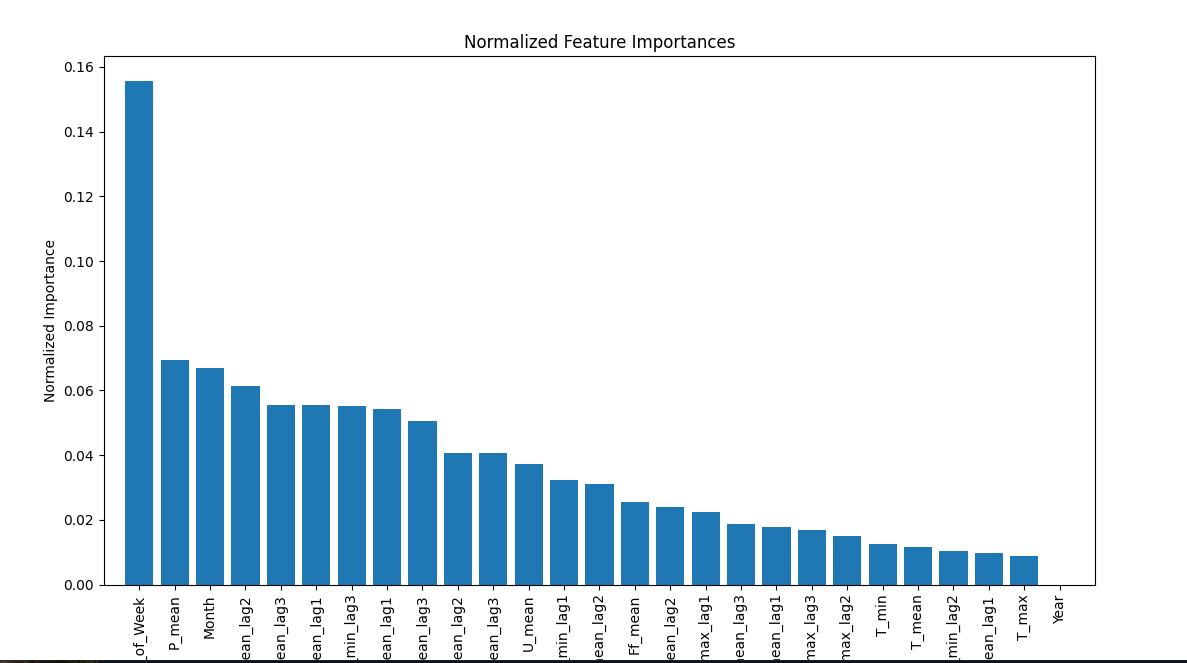 Normalized Feature Importances
Normalized Importance
0.16
0.14
0.12
0.10
0.08
0.06
0.04
0.02
0.00
_of_Week
P_mean
Month
ean_lag2
ean_lag3
ean_lag1
min_lag3
ean_lag1
ean_lag3
ean_lag2
ean_lag3
U_mean
min_lag1
ean_lag2
Ff_mean
ean_lag2
max_lag1
ean_lag3
ean_lag1
max_lag3
max_lag2
T_min
T_mean
min_lag2
ean_lag1
T_max
Year